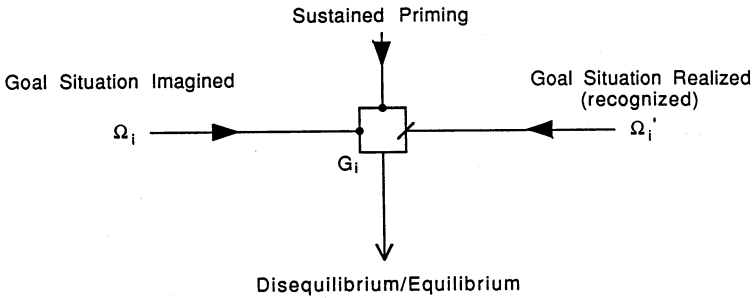 Sustained Priming
Goal Situation Imagined
Goal Situation Realized
(recognized)
Ωi
Ωi'
Gi
Disequilibrium/Equilibrium